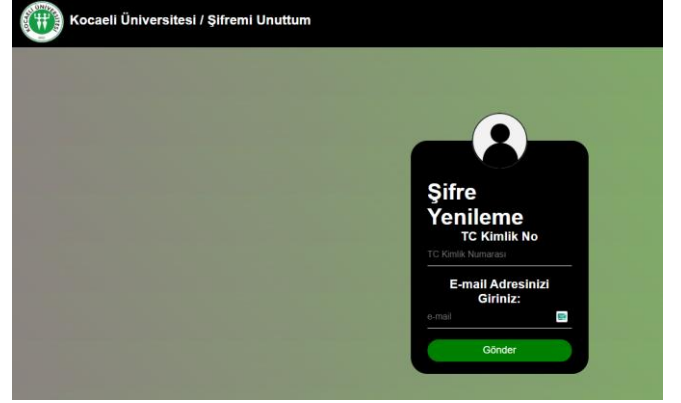 Kocaeli Üniversitesi / Şifremi Unuttum
Şifre
Yenileme
TC Kimlik No
TC Kimlik Numarası
E-mail Adresinizi
Giriniz:
e-mail
Gönder